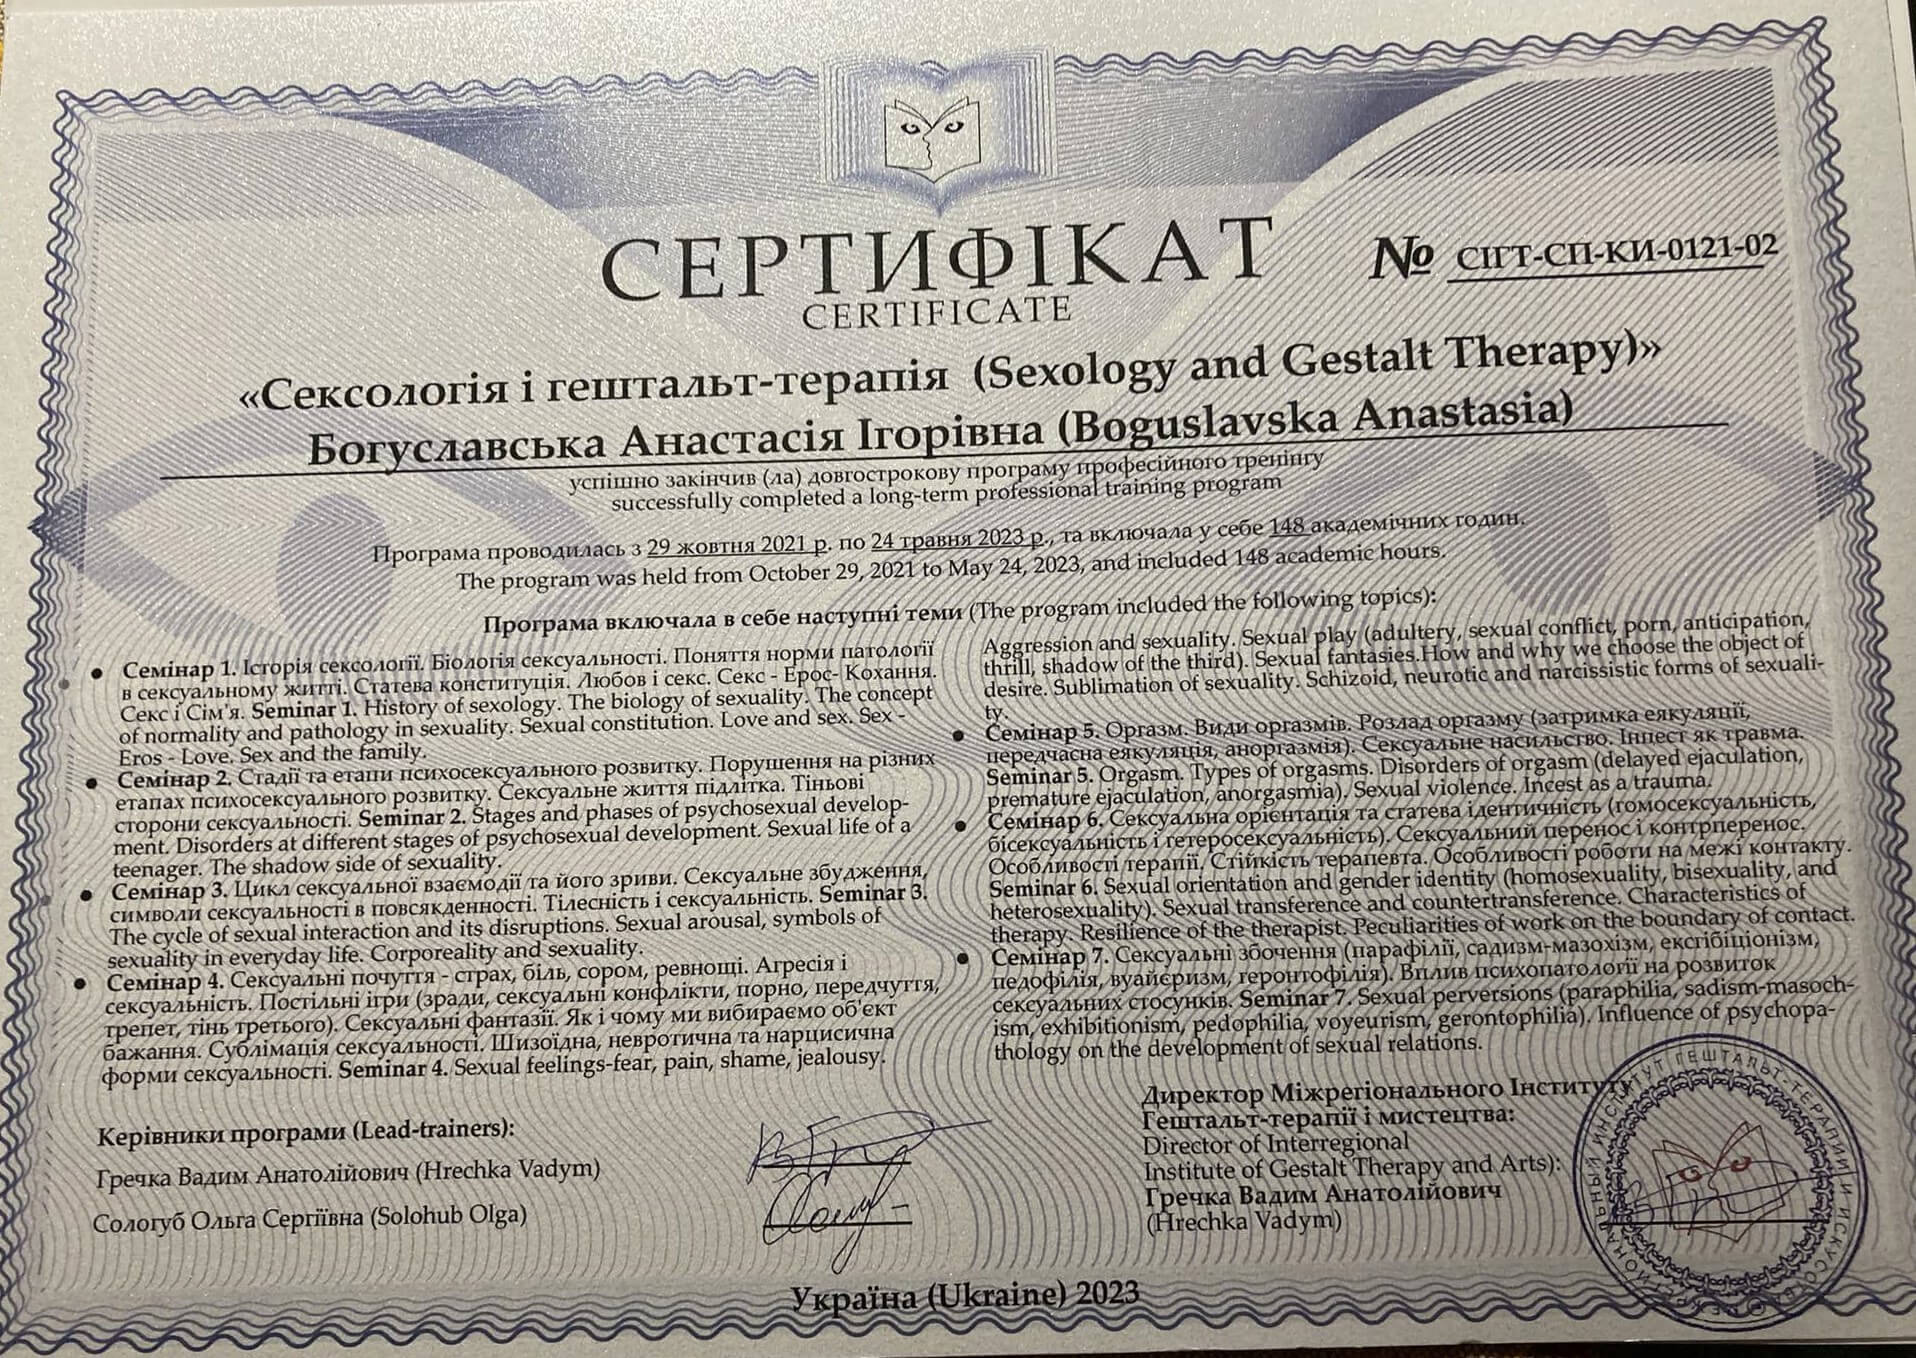 СЕРТИФІКАТ
CERTIFICATE
№ СІГТ-СП-КИ-0121-02
«Сексологія і гештальт-терапія (Sexology and Gestalt Therapy)»
Богуславська Анастасія Ігорівна (Boguslavska Anastasia)
успішно закінчив (ла) довгострокову програму професійного тренінгу
successfully completed a long-term professional training program
Програма проводилась з 29 жовтня 2021 р. по 24 травня 2023 р., та включала у себе 148 академічних годин.
The program was held from October 29, 2021 to May 24, 2023, and included 148 academic hours.
Програма включала в себе наступні теми (The program included the following topics):
• Семінар 1. Історія сексології. Біологія сексуальності. Поняття норми патології
в сексуальному житті. Статева конституція. Любов і секс. Секс - Ерос- Кохання.
Секс і Сім'я. Seminar 1. History of sexology. The biology of sexuality. The concept
of normality and pathology in sexuality. Sexual constitution. Love and sex. Sex -
Eros - Love. Sex and the family.
• Семінар 2. Стадії та етапи психосексуального розвитку. Порушення на різних
етапах психосексуального розвитку. Сексуальне життя підлітка. Тіньові
сторони сексуальності. Seminar 2. Stages and phases of psychosexual develop-
ment. Disorders at different stages of psychosexual development. Sexual life of a
teenager. The shadow side of sexuality.
• Семінар 3. Цикл сексуальної взаємодії та його зриви. Сексуальне збудження,
символи сексуальності в повсякденності. Тілесність і сексуальність. Seminar 3.
The cycle of sexual interaction and its disruptions. Sexual arousal, symbols of
sexuality in everyday life. Corporeality and sexuality.
• Семінар 4. Сексуальні почуття - страх, біль, сором, ревнощі. Агресія і
сексуальність. Постільні ігри (зради, сексуальні конфлікти, порно, передчуття,
трепет, тінь третього). Сексуальні фантазії. Як і чому ми вибираємо об'єкт
бажання. Сублімація сексуальності. Шизоїдна, невротична та нарцисична
форми сексуальності. Seminar 4. Sexual feelings-fear, pain, shame, jealousy.
Aggression and sexuality. Sexual play (adultery, sexual conflict, porn, anticipation,
thrill, shadow of the third). Sexual fantasies.How and why we choose the object of
desire. Sublimation of sexuality. Schizoid, neurotic and narcissistic forms of sexuali-
ty.
• Семінар 5. Оргазм. Види оргазмів. Розлад оргазму (затримка еякуляції,
передчасна еякуляція, аноргазмія). Сексуальне насильство. Інцест як травма.
Seminar 5. Orgasm. Types of orgasms. Disorders of orgasm (delayed ejaculation,
premature ejaculation, anorgasmia). Sexual violence. Incest as a trauma.
• Семінар 6. Сексуальна орієнтація та статева ідентичність (гомосексуальність,
бісексуальність і гетеросексуальність). Сексуальний перенос і контрперенос.
Особливості терапії. Стійкість терапевта. Особливості роботи на межі контакту.
Seminar 6. Sexual orientation and gender identity (homosexuality, bisexuality, and
heterosexuality). Sexual transference and countertransference. Characteristics of
therapy. Resilience of the therapist. Peculiarities of work on the boundary of contact.
• Семінар 7. Сексуальні збочення (парафілії, садизм-мазохізм, ексгібіціонізм,
педофілія, вуайєризм, геронтофілія). Вплив психопатології на розвиток
сексуальних стосунків. Seminar 7. Sexual perversions (paraphilia, sadism-masoch-
ism, exhibitionism, pedophilia, voyeurism, gerontophilia). Influence of psychopa-
thology on the development of sexual relations.
Керівники програми (Lead-trainers):
Гречка Вадим Анатолійович (Hrechka Vadym)
Сологуб Ольга Сергіївна (Solohub Olga)
Директор Міжрегіонального Інституту
Гештальт-терапії і мистецтва:
Director of Interregional
Institute of Gestalt Therapy and Arts):
Гречка Вадим Анатолійович
(Hrechka Vadym)
МЕЖРЕГИОНАЛЬНЫЙ ИНСТИТУТ ГЕШТАЛЬТ-ТЕРАПИИ И ИСКУССТВА
Україна (Ukraine) 2023